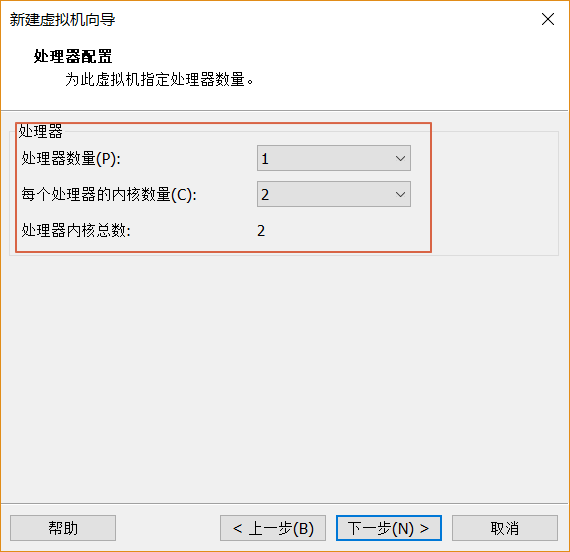 新建虚拟机向导
处理器配置
为此虚拟机指定处理器数量。
处理器
处理器数量(P): 1
每个处理器的内核数量(C): 2
处理器内核总数: 2
帮助 < 上一步(B) 下一步(N) > 取消